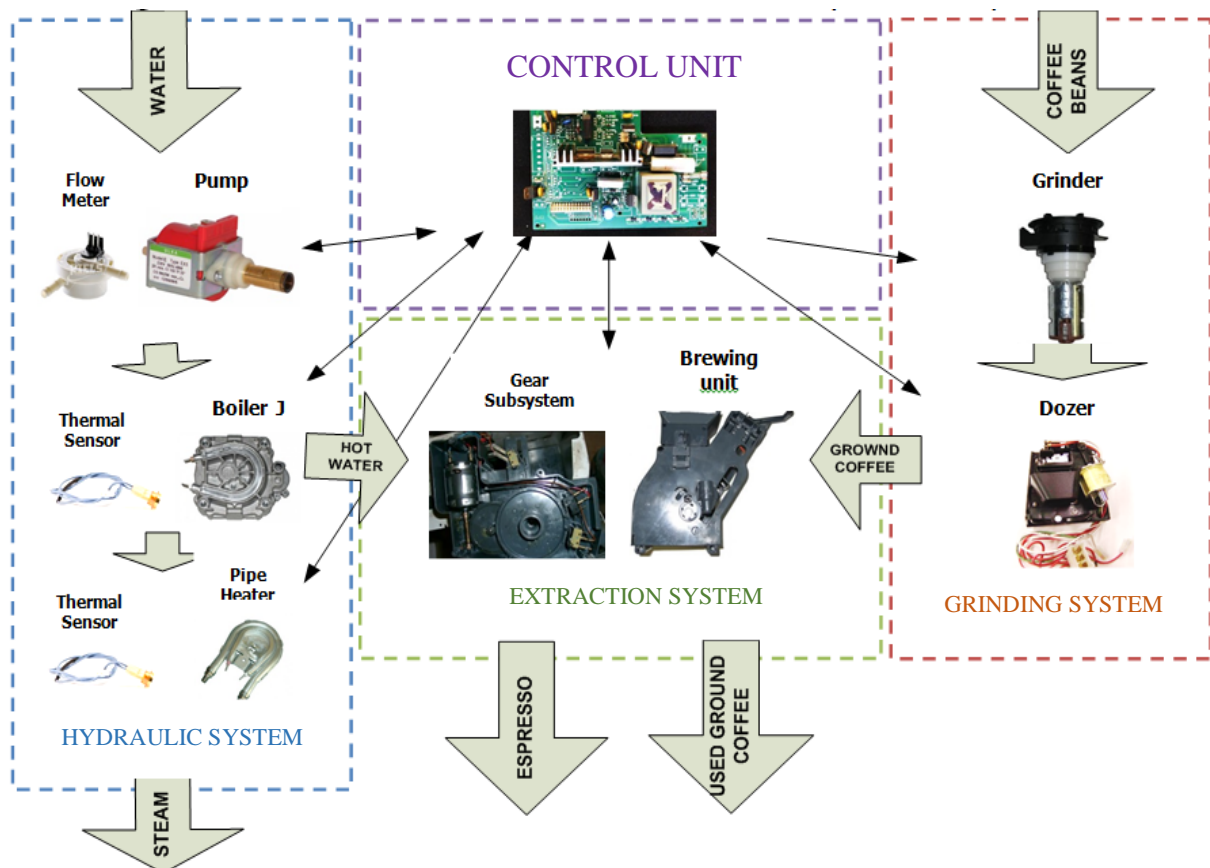 WATER
CONTROL UNIT
COFFEE
BEANS
Flow
Meter
Pump
Grinder
Gear
Subsystem
Brewing
unit
Thermal
Sensor
Boiler J
HOT
WATER
GROWND
COFFEE
Dozer
Thermal
Sensor
Pipe
Heater
EXTRACTION SYSTEM
GRINDING SYSTEM
HYDRAULIC SYSTEM
ESPRESSO
USED GROUND
COFFEE
STEAM